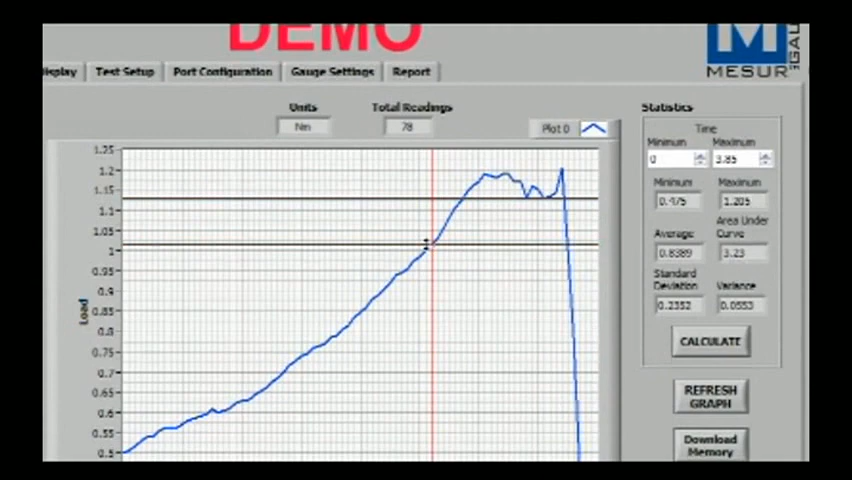 DEMO
M
MESUR GAU
isplay Test Setup Port Configuration Gauge Settings Report
Units Total Readings Statistics
Nm 78 Plot 0
Time
Minimum Maximum
0 3.85
Minimum Maximum
0.475 1.205
Average Area Under Curve
0.8389 3.23
Standard Deviation Variance
0.2352 0.0553
CALCULATE
REFRESH
GRAPH
Download
Memory
Load
1.25
1.2
1.15
1.1
1.05
1
0.95
0.9
0.85
0.8
0.75
0.7
0.65
0.6
0.55
0.5